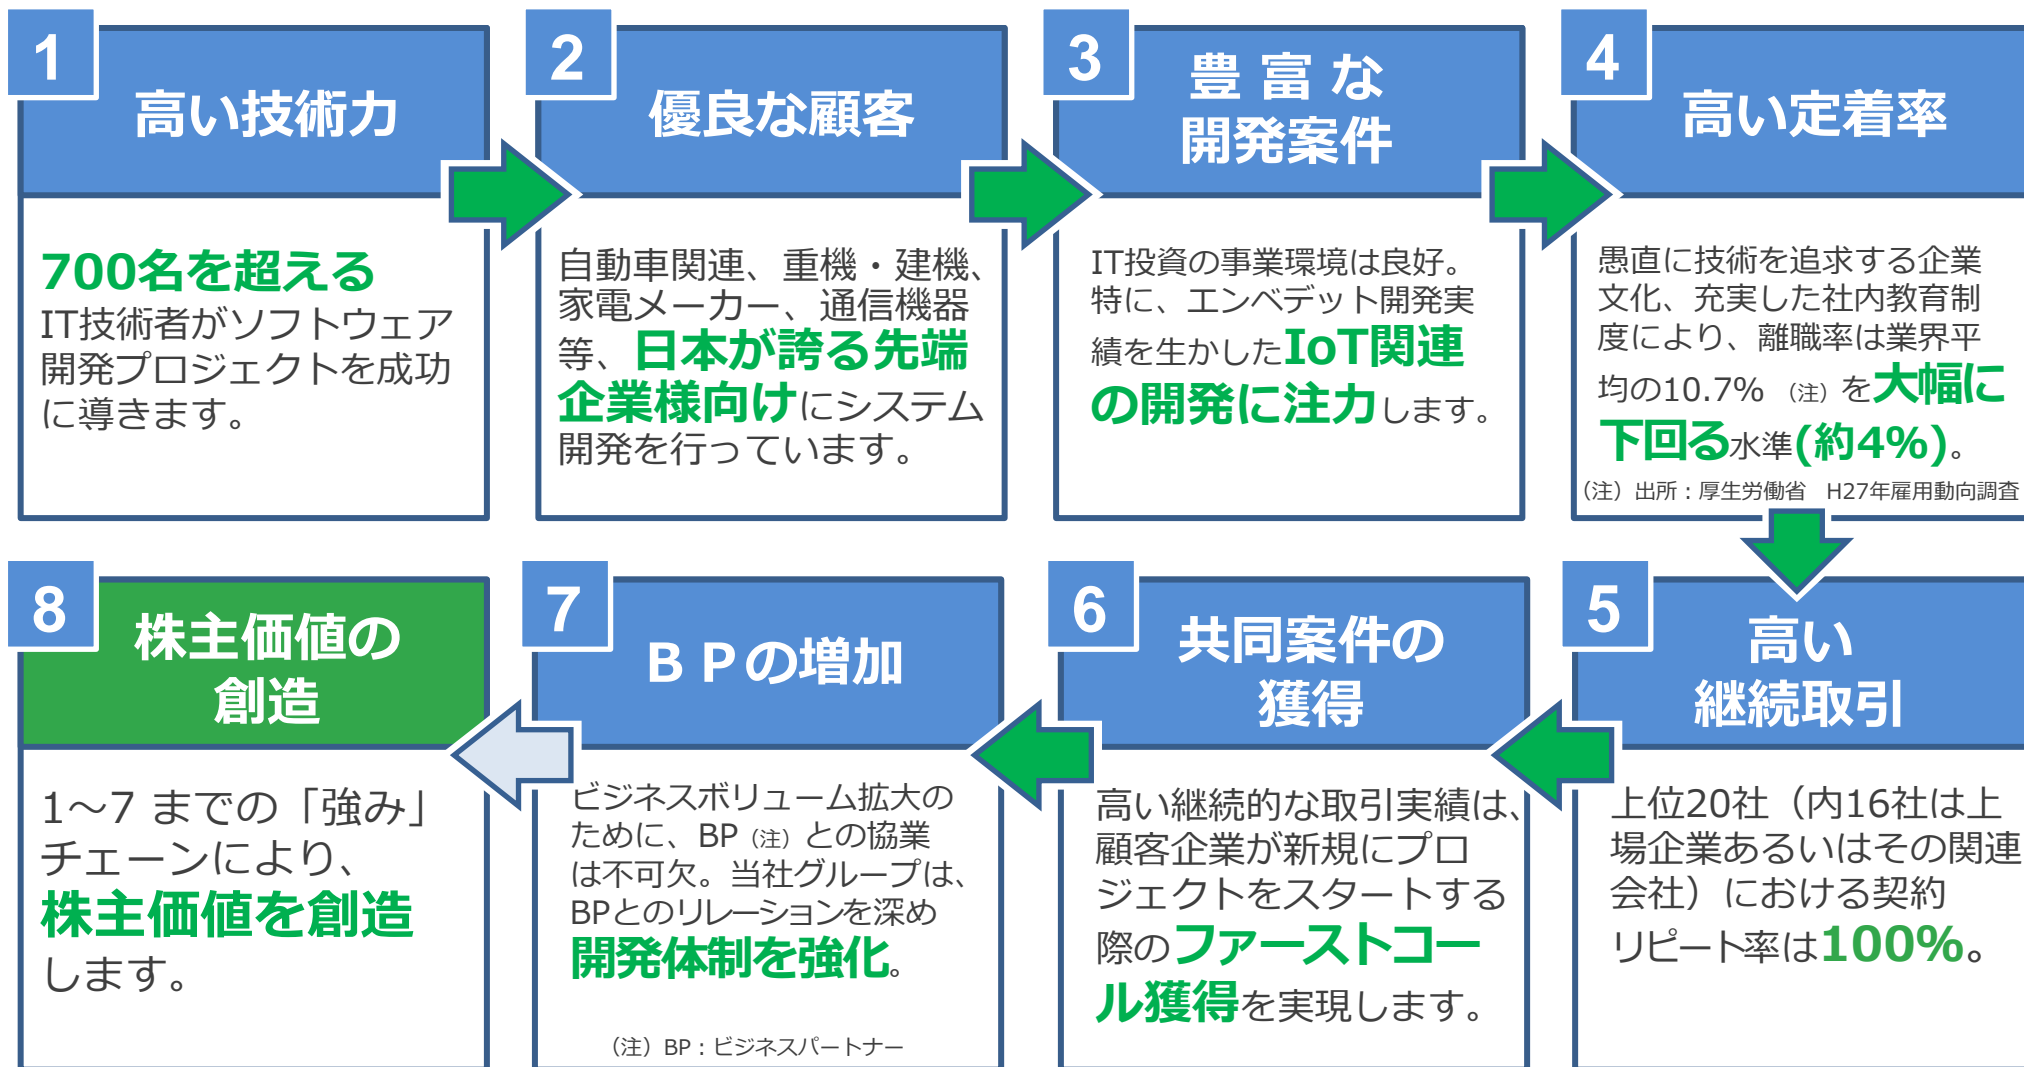 1
高い技術力
700名を超える
IT技術者がソフトウェア
開発プロジェクトを成功
に導きます。
2
優良な顧客
自動車関連、重機・建機、
家電メーカー、通信機器
等、日本が誇る先端
企業様向けにシステム
開発を行っています。
3
豊富な
開発案件
IT投資の事業環境は良好。
特に、エンベデット開発実
績を生かしたIoT関連
の開発に注力します。
4
高い定着率
愚直に技術を追求する企業
文化、充実した社内教育制
度により、離職率は業界平
均の10.7%（注）を大幅に
下回る水準(約4%)。
（注）出所：厚生労働省　H27年雇用動向調査
5
高い
継続取引
上位20社（内16社は上
場企業あるいはその関連
会社）における契約
リピート率は100%。
6
共同案件の
獲得
高い継続的な取引実績は、
顧客企業が新規にプロ
ジェクトをスタートする
際のファーストコー
ル獲得を実現します。
7
ＢＰの増加
ビジネスボリューム拡大の
ために、BP（注）との協業
は不可欠。当社グループは、
BPとのリレーションを深め
開発体制を強化。
（注）BP：ビジネスパートナー
8
株主価値の
創造
1～7 までの「強み」
チェーンにより、
株主価値を創造
します。